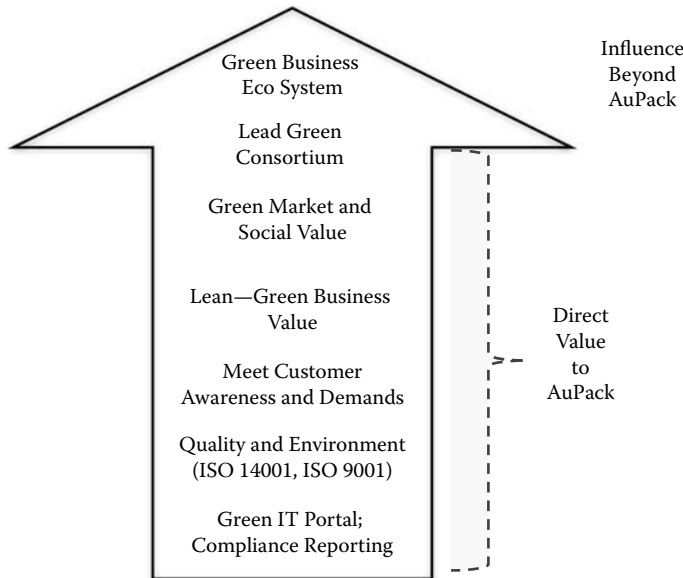 Green Business
Eco System
Influence
Beyond
AuPack
Lead Green
Consortium
Green Market and
Social Value
Lean—Green Business
Value
Direct
Value
to
AuPack
Meet Customer
Awareness and Demands
Quality and Environment
(ISO 14001, ISO 9001)
Green IT Portal;
Compliance Reporting